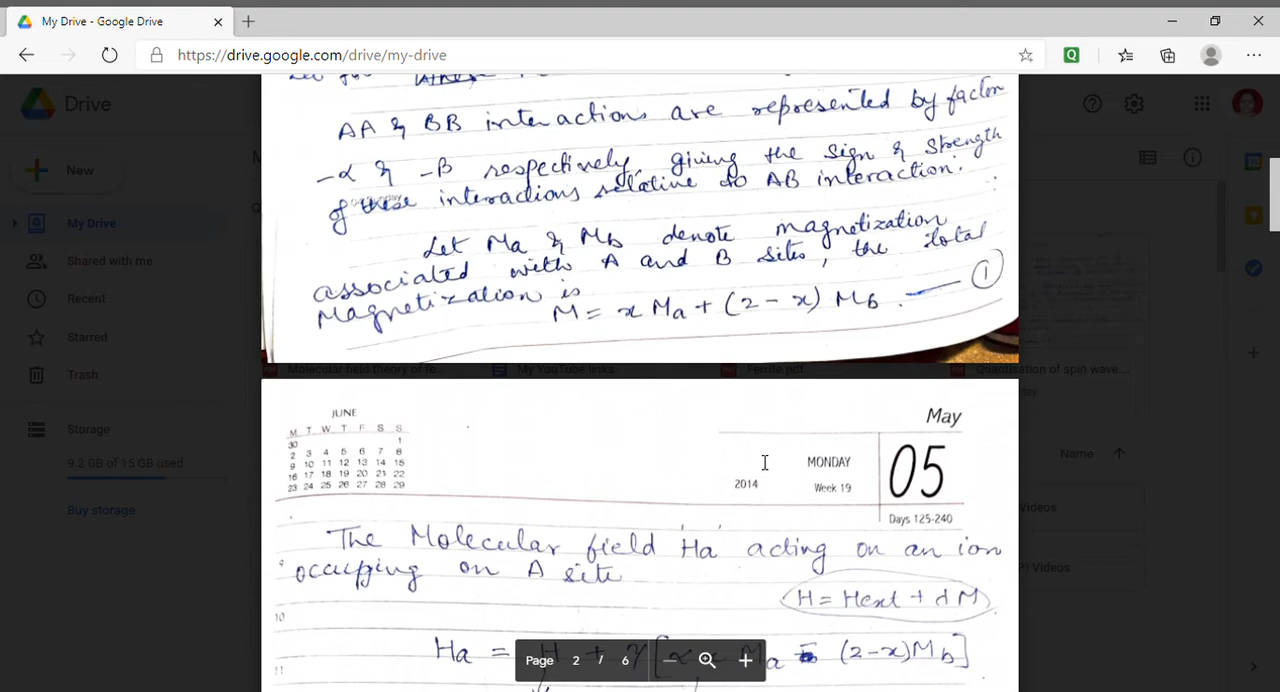 My Drive - Google Drive
https://drive.google.com/drive/my-drive
Drive
AA & BB interactions are represented by factor
-α & -β respectively, giving the sign & strength
of these interactions relative to AB interaction.
Let Ma & Mb denote magnetization
associated with A and B sites, the total
Magnetization is
M = x Ma + (2 - x) Mb. — ①
New
My Drive
Shared with me
Recent
Starred
Trash
Storage
9.2 GB of 15 GB used
Buy storage
Molecular field theory of fe...
My YouTube links
Ferrite.pdf
Quantisation of spin wave...
Name
JUNE
M T W T F S S
30 1
2 3 4 5 6 7 8
9 10 11 12 13 14 15
16 17 18 19 20 21 22
23 24 25 26 27 28 29
May
2014
MONDAY
Week 19
05
Days 125-240
The Molecular field Ha acting on an ion
occupying on A site
H = Hext + λM
10
Ha = H + γ[α x Ma - (2-x)Mb]
11
Page 2 / 6